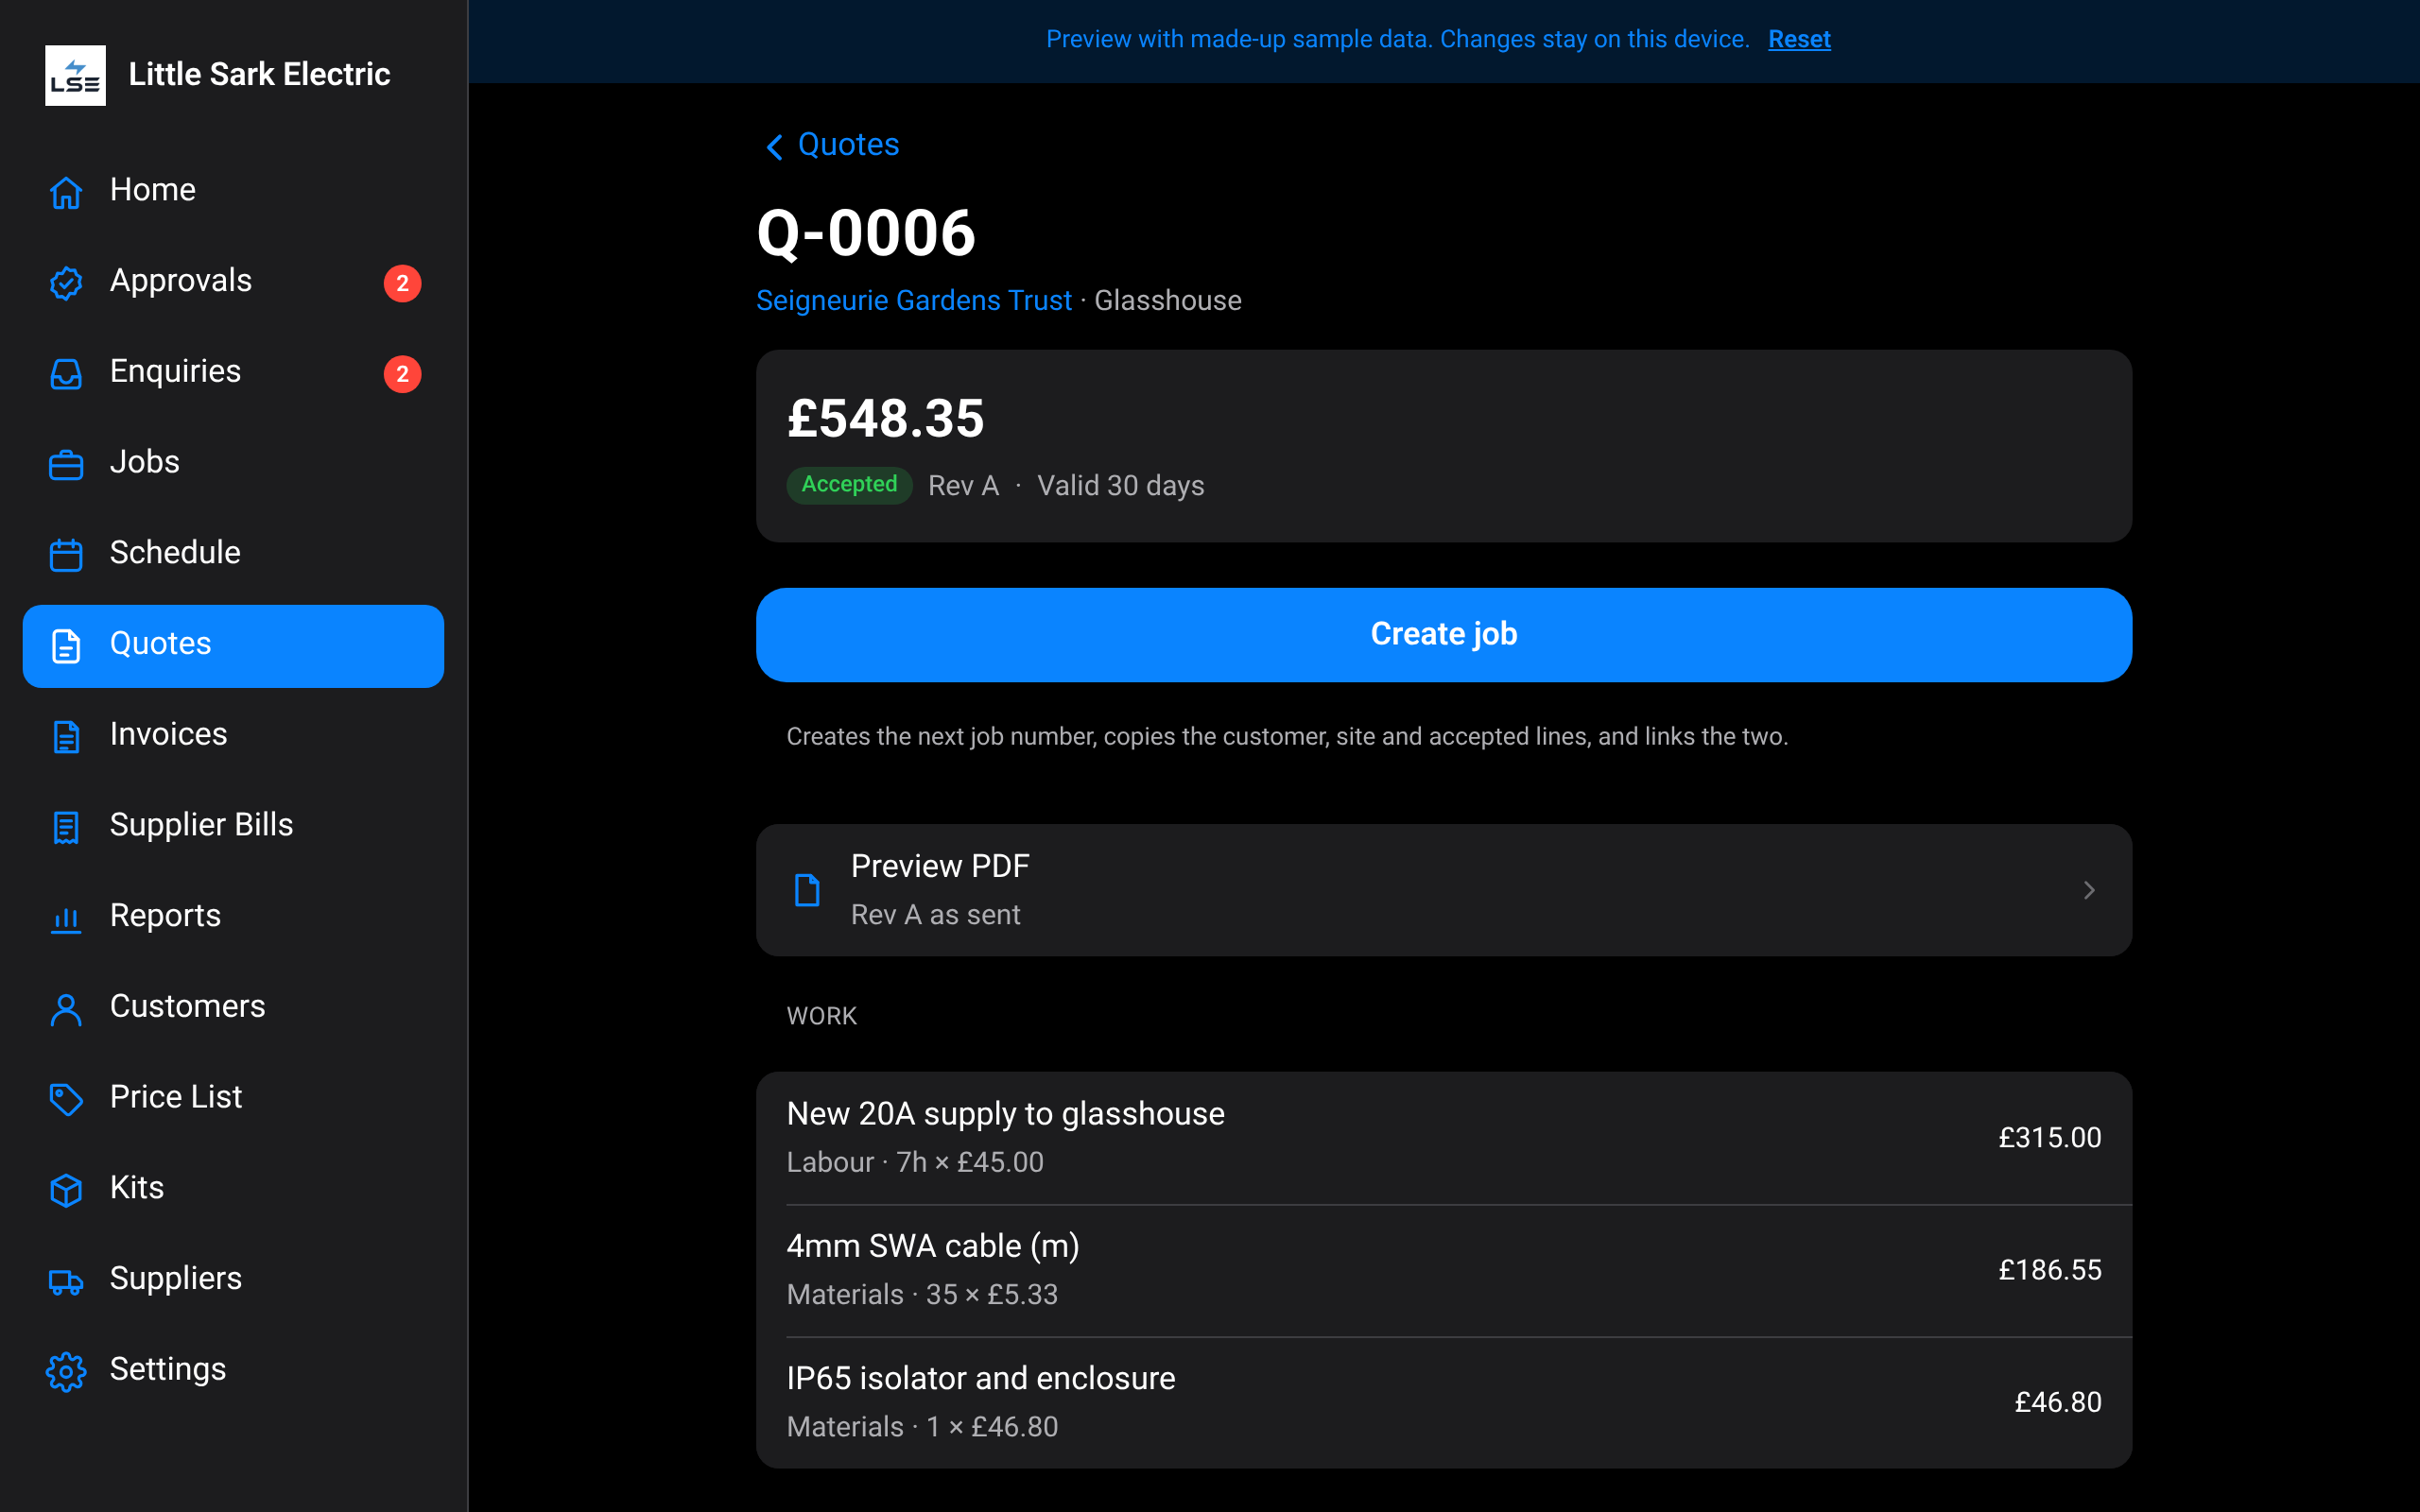 LSE
Little Sark Electric
Home
Approvals 2
Enquiries 2
Jobs
Schedule
Quotes
Invoices
Supplier Bills
Reports
Customers
Price List
Kits
Suppliers
Settings
Preview with made-up sample data. Changes stay on this device. Reset
Quotes
Q-0006
Seigneurie Gardens Trust · Glasshouse
£548.35
Accepted Rev A · Valid 30 days
Create job
Creates the next job number, copies the customer, site and accepted lines, and links the two.
Preview PDF
Rev A as sent
WORK
New 20A supply to glasshouse
Labour · 7h × £45.00
£315.00
4mm SWA cable (m)
Materials · 35 × £5.33
£186.55
IP65 isolator and enclosure
Materials · 1 × £46.80
£46.80